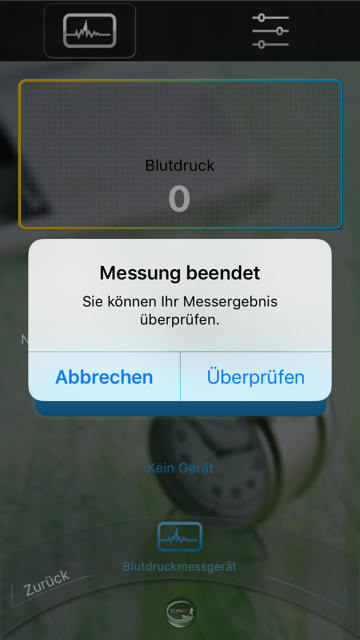 Blutdruck
0
Messung beendet
Sie können Ihr Messergebnis
überprüfen.
Abbrechen Überprüfen
Kein Gerät
Blutdruckmessgerät
Zurück